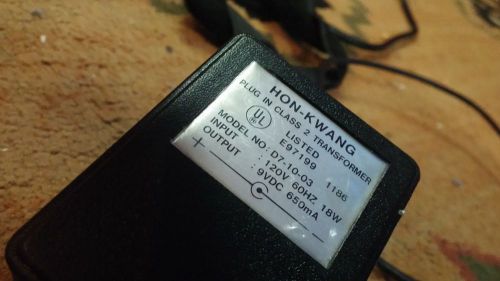 HON-KWANG
PLUG IN CLASS 2 TRANSFORMER
UL LISTED 1186
E97199
MODEL NO: D7-10-03
INPUT : 120V 60HZ 18W
OUTPUT : 9VDC 650mA
+ -